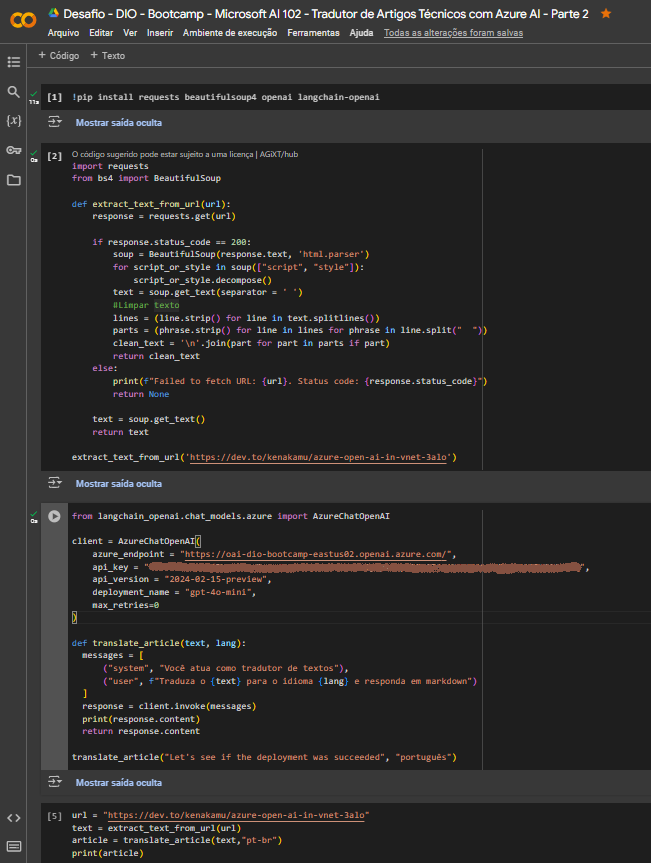 Desafio - DIO - Bootcamp - Microsoft AI 102 - Tradutor de Artigos Técnicos com Azure AI - Parte 2
Arquivo Editar Ver Inserir Ambiente de execução Ferramentas Ajuda Todas as alterações foram salvas
+ Código + Texto
[1] !pip install requests beautifulsoup4 openai langchain-openai
11s
Mostrar saída oculta
[2] O código sugerido pode estar sujeito a uma licença | AGiXT/hub
0s
import requests
from bs4 import BeautifulSoup
def extract_text_from_url(url):
    response = requests.get(url)
    if response.status_code == 200:
        soup = BeautifulSoup(response.text, 'html.parser')
        for script_or_style in soup(["script", "style"]):
            script_or_style.decompose()
        text = soup.get_text(separator = ' ')
        #Limpar texto
        lines = (line.strip() for line in text.splitlines())
        parts = (phrase.strip() for line in lines for phrase in line.split("  "))
        clean_text = '\n'.join(part for part in parts if part)
        return clean_text
    else:
        print(f"Failed to fetch URL: {url}. Status code: {response.status_code}")
        return None
    text = soup.get_text()
    return text
extract_text_from_url('https://dev.to/kenakamu/azure-open-ai-in-vnet-3alo')
Mostrar saída oculta
0s
from langchain_openai.chat_models.azure import AzureChatOpenAI
client = AzureChatOpenAI(
    azure_endpoint = "https://oai-dio-bootcamp-eastus02.openai.azure.com/",
    api_key = "",
    api_version = "2024-02-15-preview",
    deployment_name = "gpt-4o-mini",
    max_retries=0
)
def translate_article(text, lang):
  messages = [
      ("system", "Você atua como tradutor de textos"),
      ("user", f"Traduza o {text} para o idioma {lang} e responda em markdown")
  ]
  response = client.invoke(messages)
  print(response.content)
  return response.content
translate_article("Let's see if the deployment was succeeded", "português")
Mostrar saída oculta
[5] url = "https://dev.to/kenakamu/azure-open-ai-in-vnet-3alo"
text = extract_text_from_url(url)
article = translate_article(text,"pt-br")
print(article)